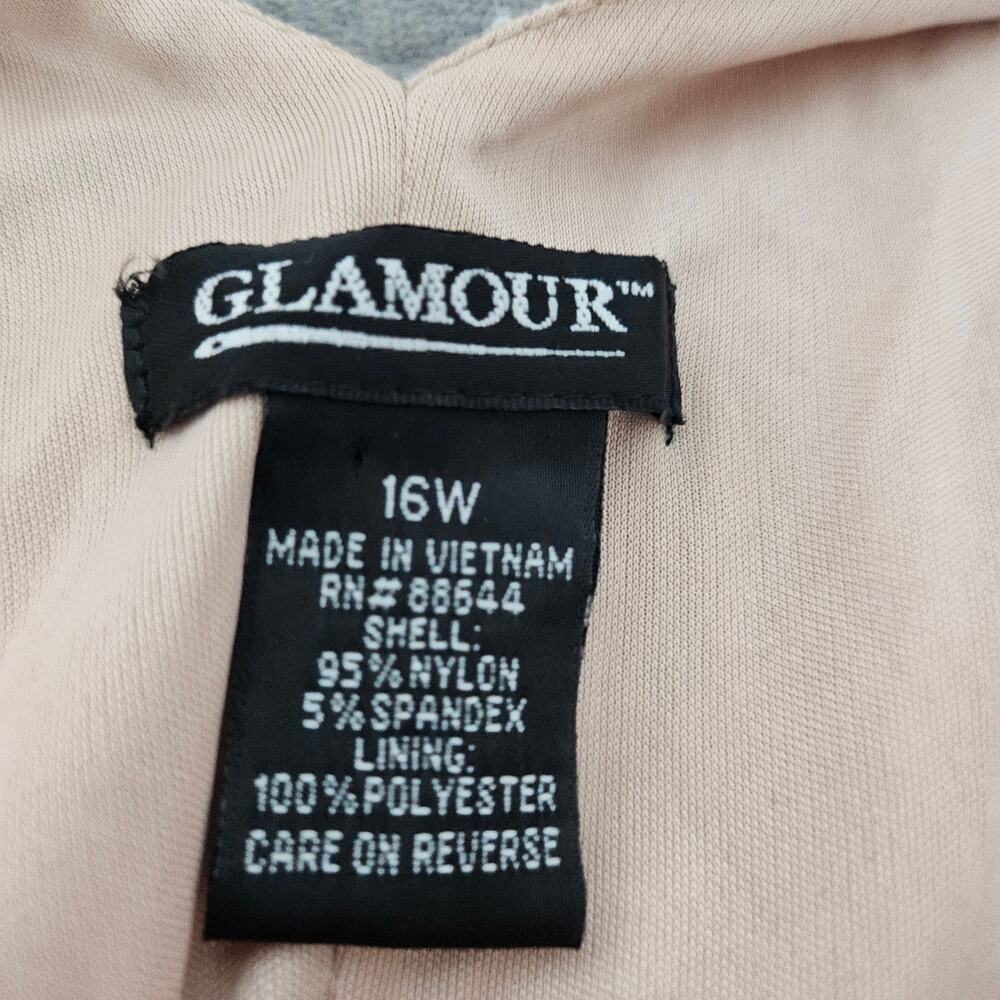 GLAMOUR™
16W
MADE IN VIETNAM
RN# 88644
SHELL:
95% NYLON
5% SPANDEX
LINING:
100% POLYESTER
CARE ON REVERSE